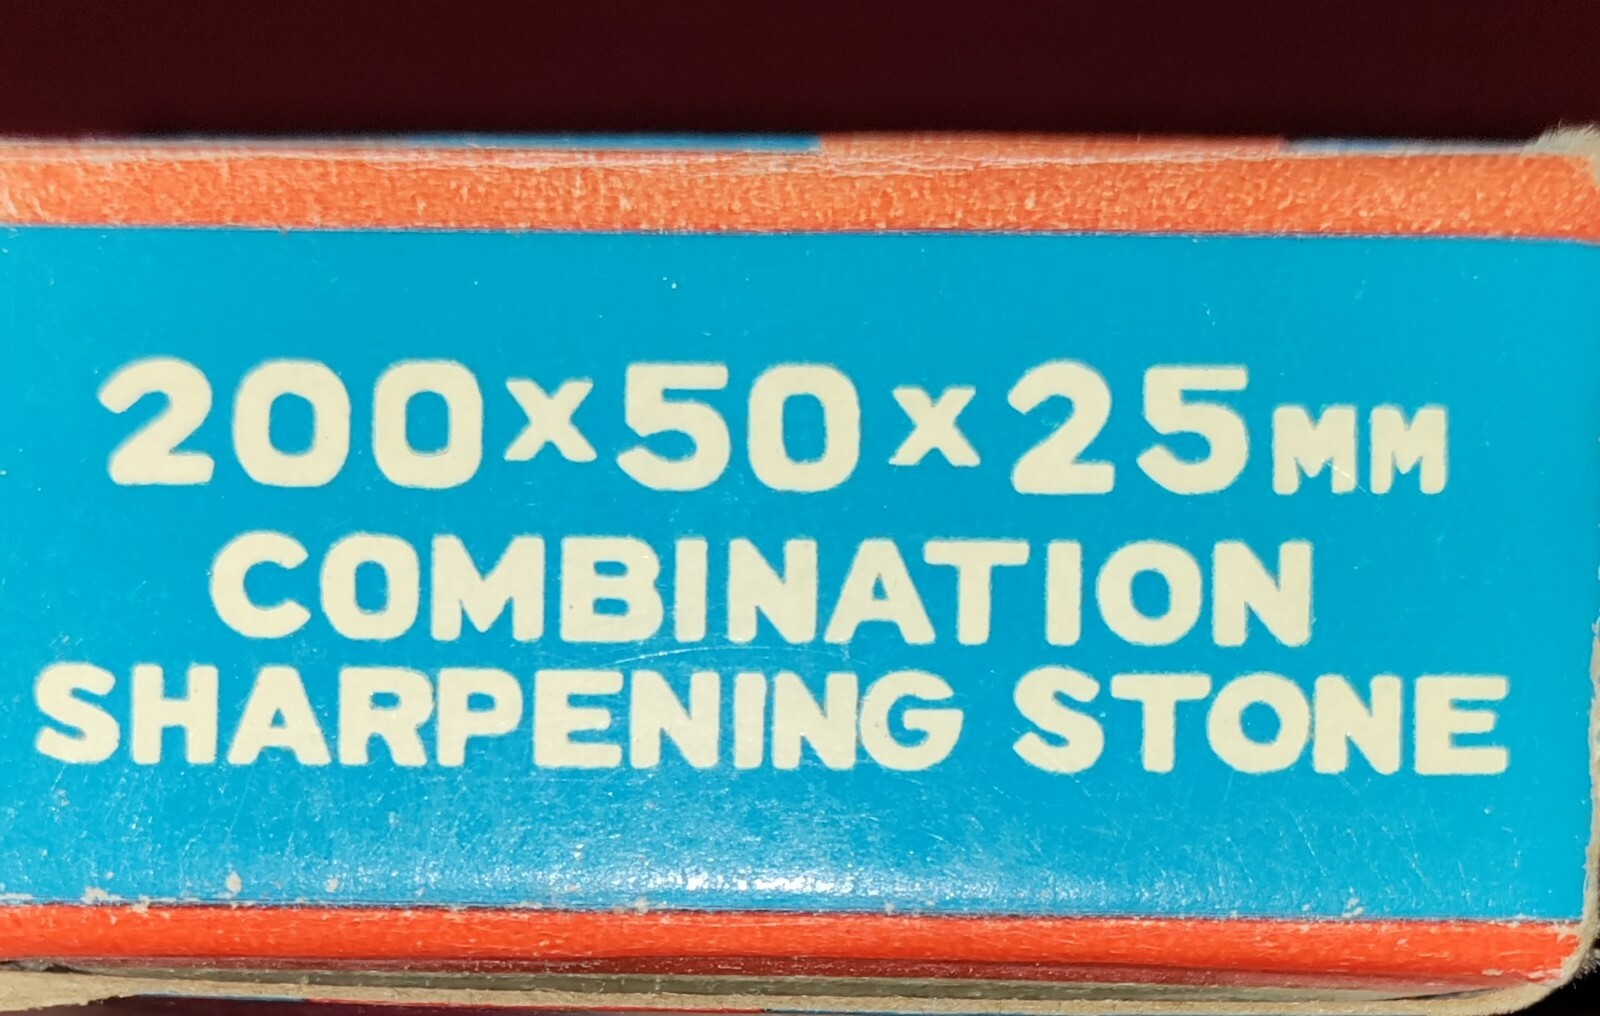 200x50x25MM
COMBINATION
SHARPENING STONE